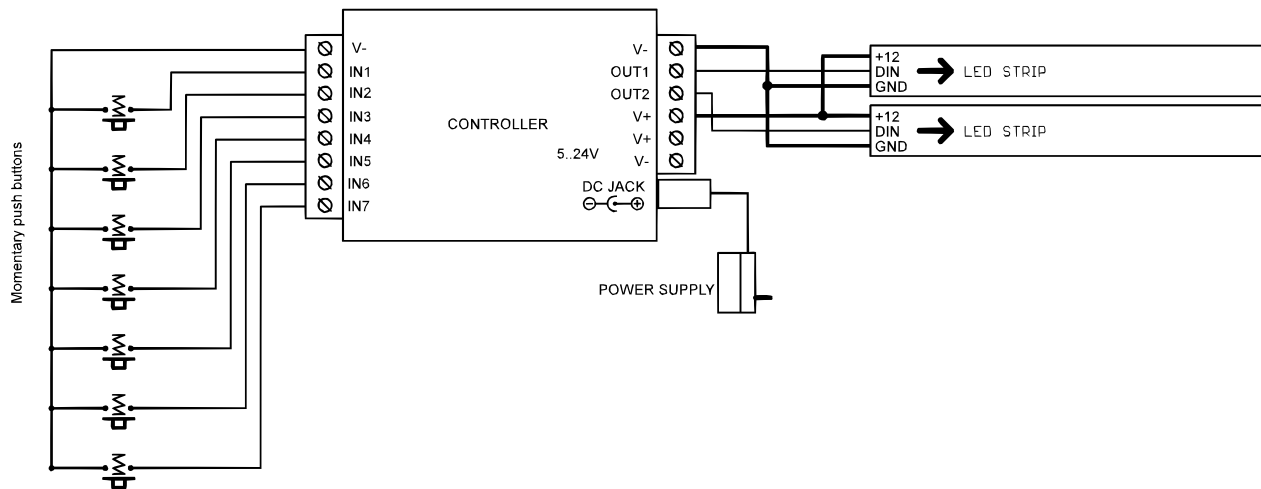 Momentary push buttons
V-
IN1
IN2
IN3
IN4
IN5
IN6
IN7
CONTROLLER
5..24V
DC JACK
V-
OUT1
OUT2
V+
V+
V-
POWER SUPPLY
+12
DIN
GND
LED STRIP
+12
DIN
GND
LED STRIP